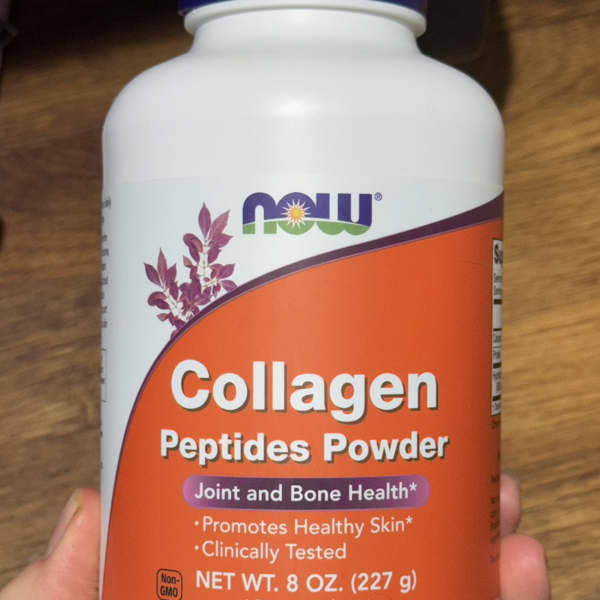 now®
Collagen
Peptides Powder
Joint and Bone Health*
•Promotes Healthy Skin*
•Clinically Tested
Non-
GMO
NET WT. 8 OZ. (227 g)